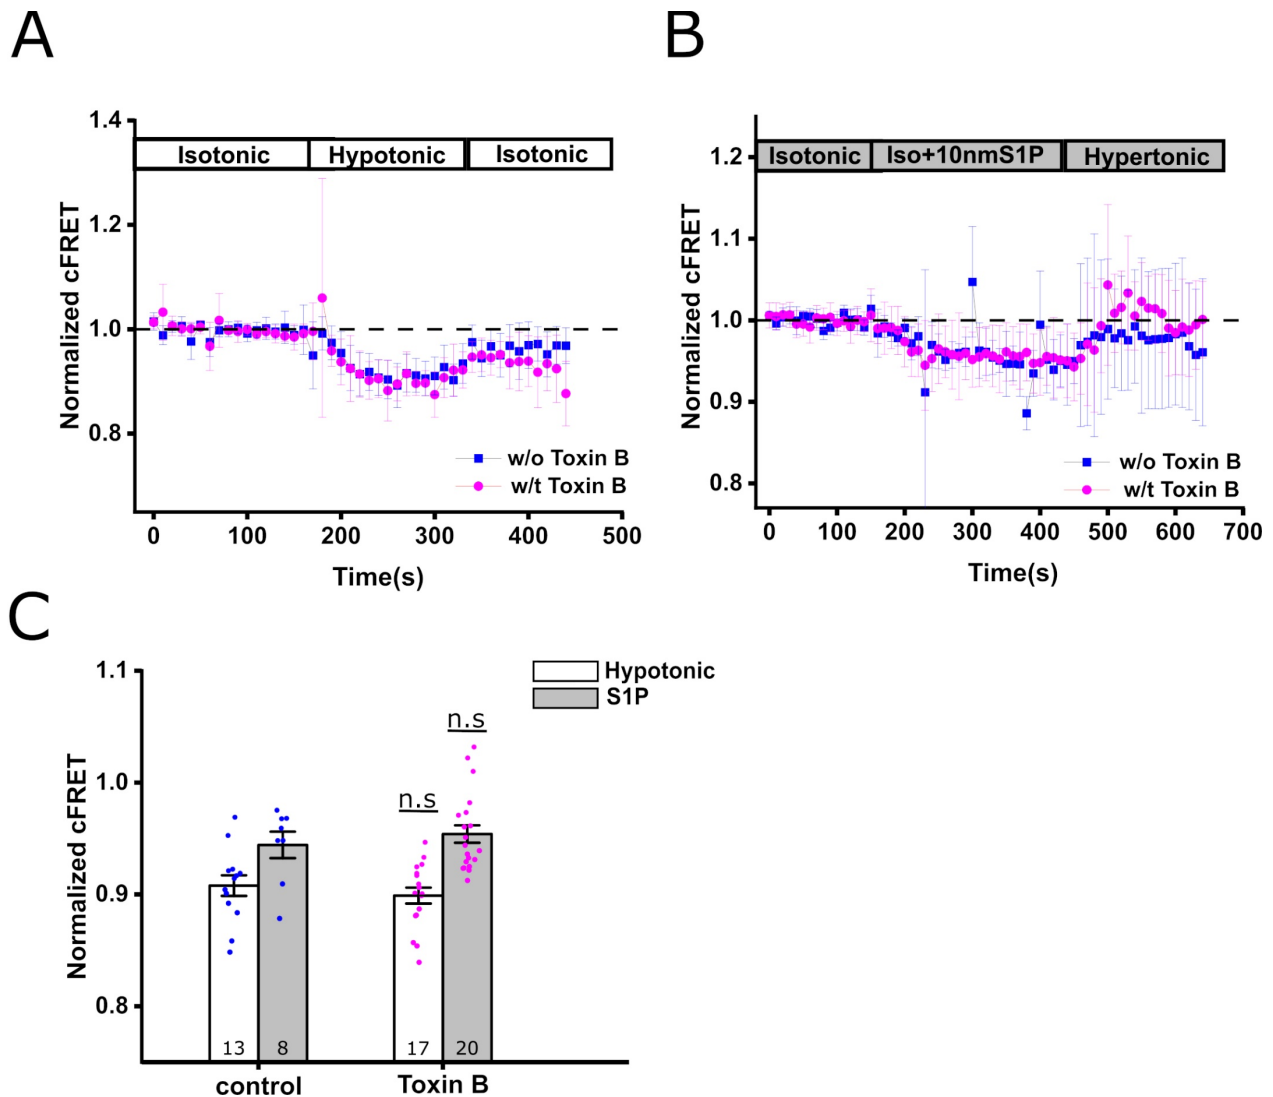 A
1.4
1.2
1.0
0.8
Normalized cFRET
Isotonic Hypotonic Isotonic
w/o Toxin B
w/t Toxin B
0 100 200 300 400 500
Time(s)
B
1.2
1.1
1.0
0.9
0.8
Normalized cFRET
Isotonic Iso+10nmS1P Hypertonic
w/o Toxin B
w/t Toxin B
0 100 200 300 400 500 600 700
Time(s)
C
1.1
1.0
0.9
0.8
Normalized cFRET
Hypotonic
S1P
n.s
n.s
13 8 17 20
control Toxin B